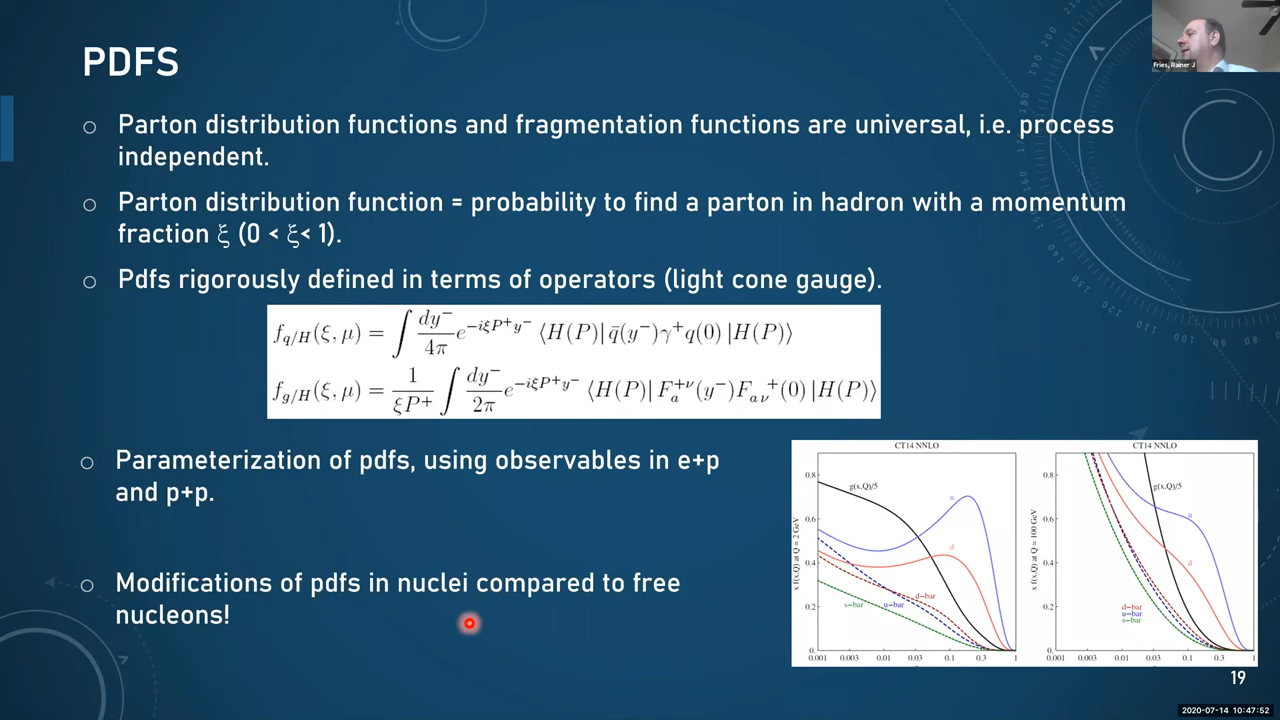 PDFS
Fries, Rainer J
Parton distribution functions and fragmentation functions are universal, i.e. process
independent.
Parton distribution function = probability to find a parton in hadron with a momentum
fraction ξ (0 < ξ< 1).
Pdfs rigorously defined in terms of operators (light cone gauge).
f_{q/H}(ξ, μ) = ∫ dy⁻/4π e^{-iξP⁺y⁻} ⟨H(P)| q̄(y⁻)γ⁺q(0) |H(P)⟩
f_{g/H}(ξ, μ) = 1/ξP⁺ ∫ dy⁻/2π e^{-iξP⁺y⁻} ⟨H(P)| F_a^{+ν}(y⁻)F_{aν}^{+}(0) |H(P)⟩
Parameterization of pdfs, using observables in e+p
and p+p.
Modifications of pdfs in nuclei compared to free
nucleons!
CT14 NNLO
x f(x,Q) at Q = 2 GeV
0.8
0.6
0.4
0.2
0.
g(x,Q)/5
u
d
d-bar
s-bar
u-bar
0.001 0.003 0.01 0.03 0.1 0.3 1
CT14 NNLO
x f(x,Q) at Q = 100 GeV
0.8
0.6
0.4
0.2
0.
g(x,Q)/5
u
d
d-bar
u-bar
s-bar
0.001 0.003 0.01 0.03 0.1 0.3 1
19
2020-07-14 10:47:52